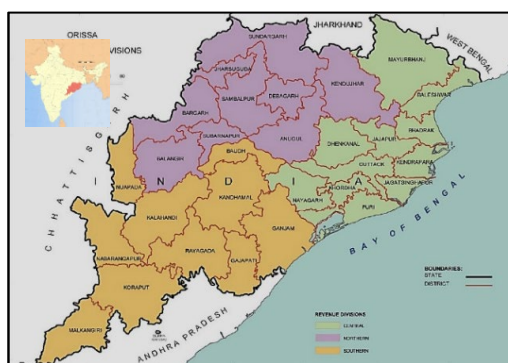 ORISSA
DIVISIONS
JHARKHAND
WEST BENGAL
CHHATTISGARH
SUNDARGARH
JHARSUGUDA
SAMBALPUR
DEBAGARH
KENDUJHAR
MAYURBHANJ
BALESHWAR
BARGARH
SUBARNAPUR
ANUGUL
DHENKANAL
JAJAPUR
BHADRAK
BALANGIR
BAUDH
CUTTACK
KENDRAPARA
JAGATSINGHAPUR
NUAPADA
I N D I A
NAYAGARH
KHORDHA
PURI
KANDHAMAL
KALAHANDI
GANJAM
RAYAGADA
GAJAPATI
NABARANGAPUR
KORAPUT
MALKANGIRI
BAY OF BENGAL
ANDHRA PRADESH
BOUNDARIES:
STATE
DISTRICT
REVENUE DIVISIONS
CENTRAL
NORTHERN
SOUTHERN